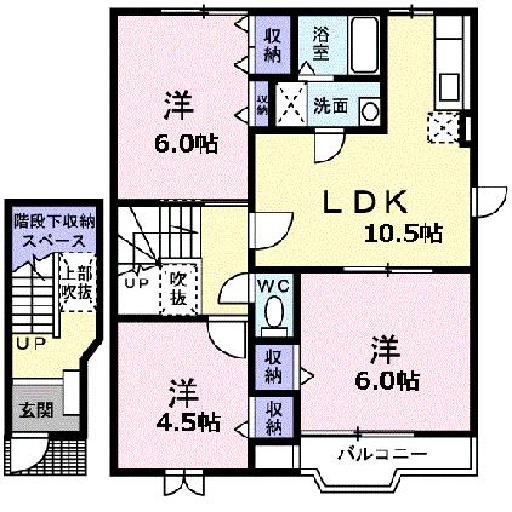 収
納
浴
室
洋
6.0帖
収
納
洗面
LDK
10.5帖
階段下収納
スペース
上部
吹抜
UP
玄関
UP
吹
抜
WC
洋
4.5帖
収
納
収
納
洋
6.0帖
バルコニー